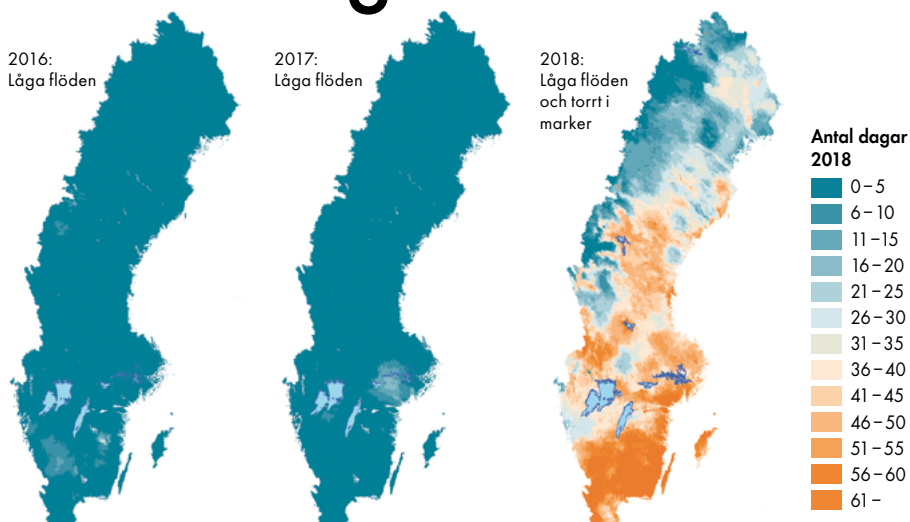 2016:
Låga flöden
2017:
Låga flöden
2018:
Låga flöden
och torrt i
marker
Antal dagar
2018
0–5
6–10
11–15
16–20
21–25
26–30
31–35
36–40
41–45
46–50
51–55
56–60
61–